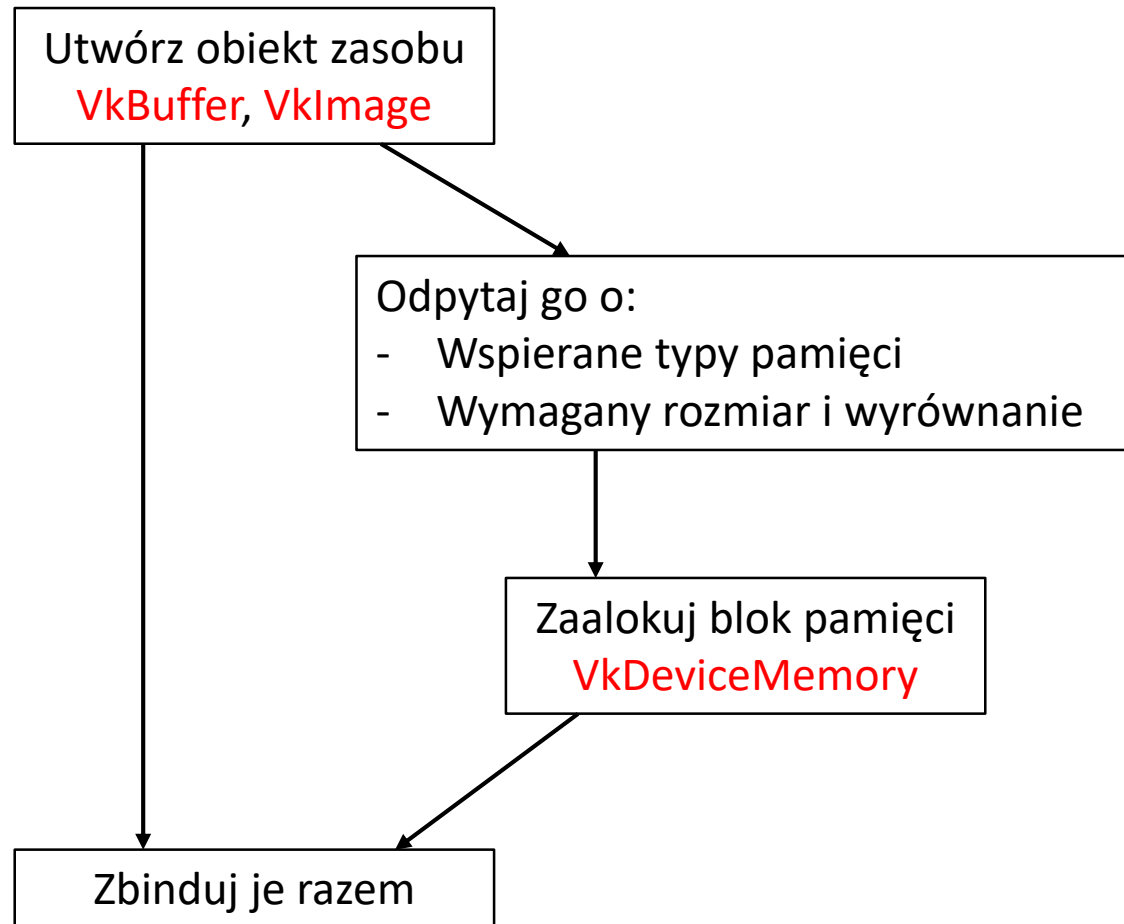 Utwórz obiekt zasobu
VkBuffer, VkImage
Odpytaj go o:
- Wspierane typy pamięci
- Wymagany rozmiar i wyrównanie
Zaalokuj blok pamięci
VkDeviceMemory
Zbinduj je razem